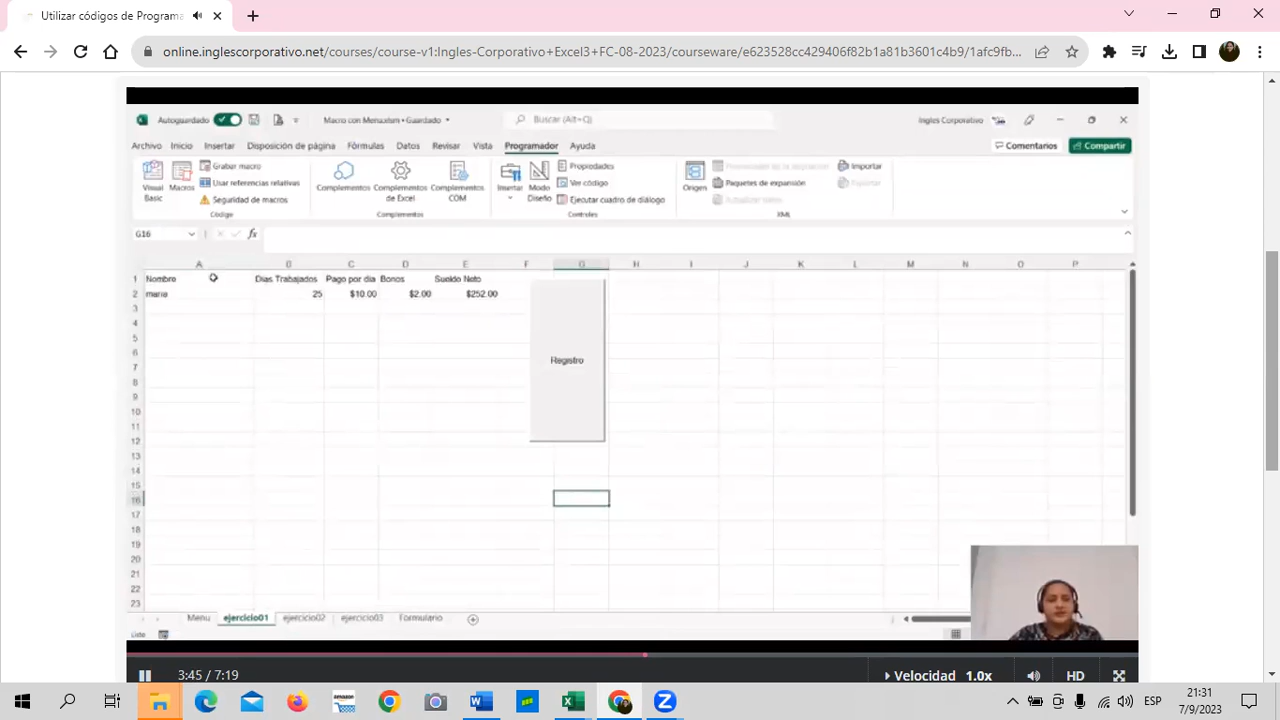 Utilizar códigos de Programa
online.inglescorporativo.net/courses/course-v1:Ingles-Corporativo+Excel3+FC-08-2023/courseware/e623528cc429406f82b1a81b3601c4b9/1afc9fb...
Autoguardado Macro con Menu.xlsm • Guardado Buscar (Alt+Q) Ingles Corporativo
Archivo Inicio Insertar Disposición de página Fórmulas Datos Revisar Vista Programador Ayuda Comentarios Compartir
Visual Basic
Macros
Grabar macro
Usar referencias relativas
Seguridad de macros
Código
Complementos
Complementos de Excel
Complementos COM
Complementos
Insertar
Modo Diseño
Propiedades
Ver código
Ejecutar cuadro de diálogo
Controles
Origen
Paquetes de expansión
Importar
Exportar
XML
G16 fx
A B C D E F G H I J K L M N O P
1 Nombre Dias Trabajados Pago por dia Bonos Sueldo Neto
2 maria 25 $10.00 $2.00 $252.00
3
4
5
6
7
8
9
10
11
12
13
14
15
16
17
18
19
20
21
22
23
Registro
Menu ejercicio01 ejercicio02 ejercicio03 Formulario
Listo
3:45 / 7:19 Velocidad 1.0x HD
ESP
21:31
7/9/2023